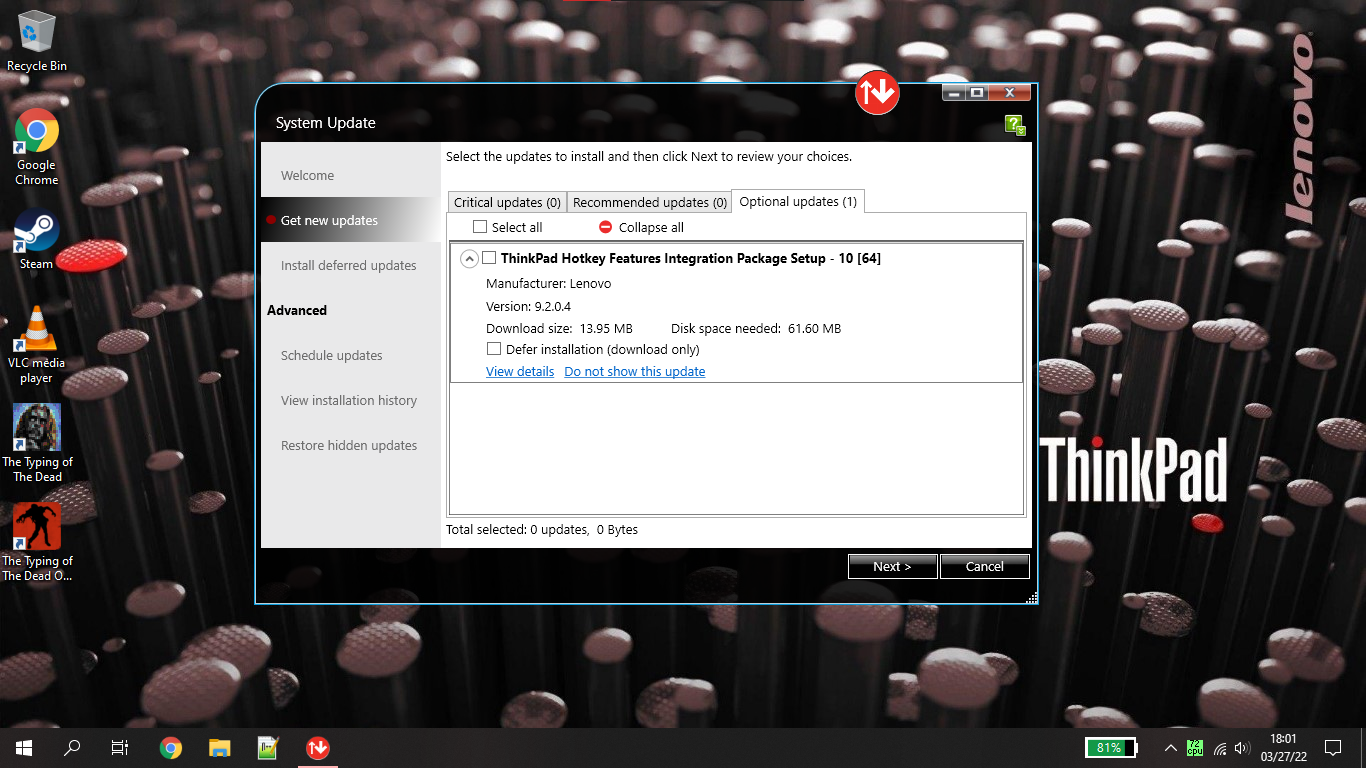 Recycle Bin
Google
Chrome
Steam
VLC media
player
The Typing of
The Dead
The Typing of
The Dead O...
lenovo
ThinkPad
System Update
Welcome
Get new updates
Install deferred updates
Advanced
Schedule updates
View installation history
Restore hidden updates
Select the updates to install and then click Next to review your choices.
Critical updates (0)
Recommended updates (0)
Optional updates (1)
Select all
Collapse all
ThinkPad Hotkey Features Integration Package Setup - 10 [64]
Manufacturer: Lenovo
Version: 9.2.0.4
Download size: 13.95 MB
Disk space needed: 61.60 MB
Defer installation (download only)
View details
Do not show this update
Total selected: 0 updates, 0 Bytes
Next >
Cancel
81%
72
cpu
18:01
03/27/22